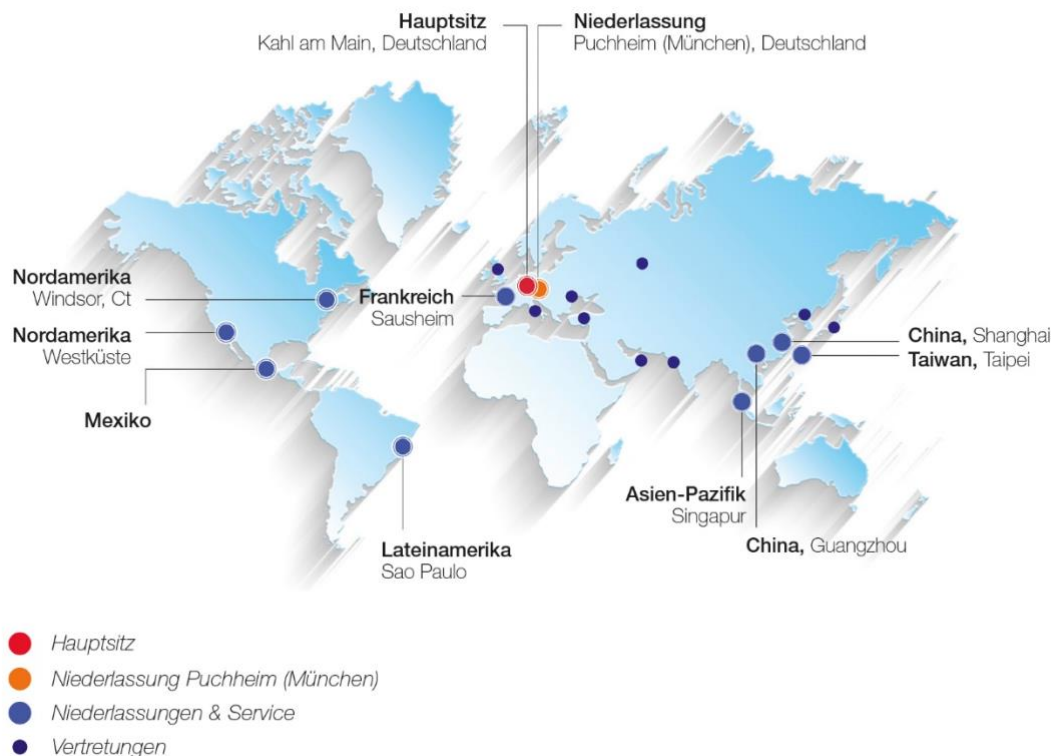 Hauptsitz
Kahl am Main, Deutschland
Niederlassung
Puchheim (München), Deutschland
Nordamerika
Windsor, Ct
Nordamerika
Westküste
Mexiko
Frankreich
Sausheim
China, Shanghai
Taiwan, Taipei
Asien-Pazifik
Singapur
China, Guangzhou
Lateinamerika
Sao Paulo
Hauptsitz
Niederlassung Puchheim (München)
Niederlassungen & Service
Vertretungen